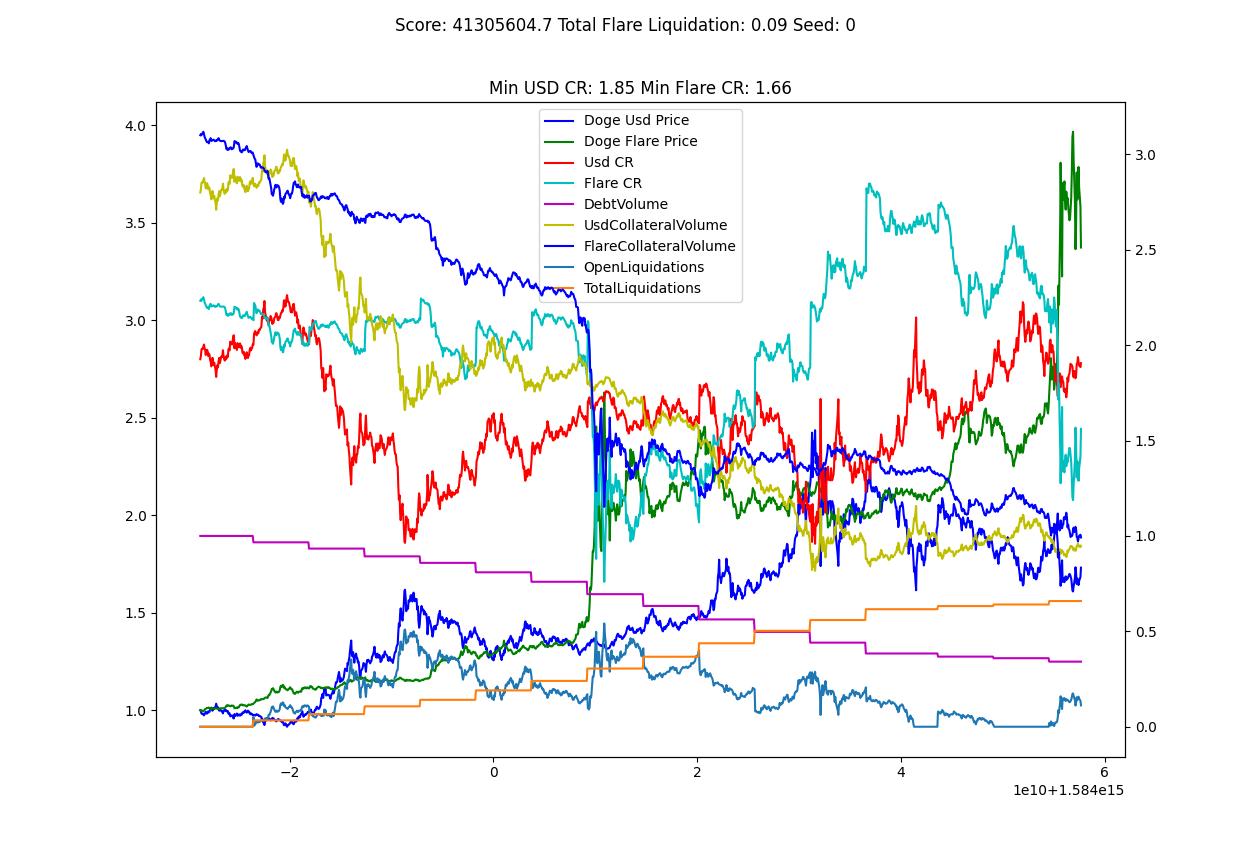 Score: 41305604.7 Total Flare Liquidation: 0.09 Seed: 0
Min USD CR: 1.85 Min Flare CR: 1.66
4.0
3.5
3.0
2.5
2.0
1.5
1.0
Doge Usd Price
Doge Flare Price
Usd CR
Flare CR
DebtVolume
UsdCollateralVolume
FlareCollateralVolume
OpenLiquidations
TotalLiquidations
3.0
2.5
2.0
1.5
1.0
0.5
0.0
−2 0 2 4 6
1e10+1.584e15